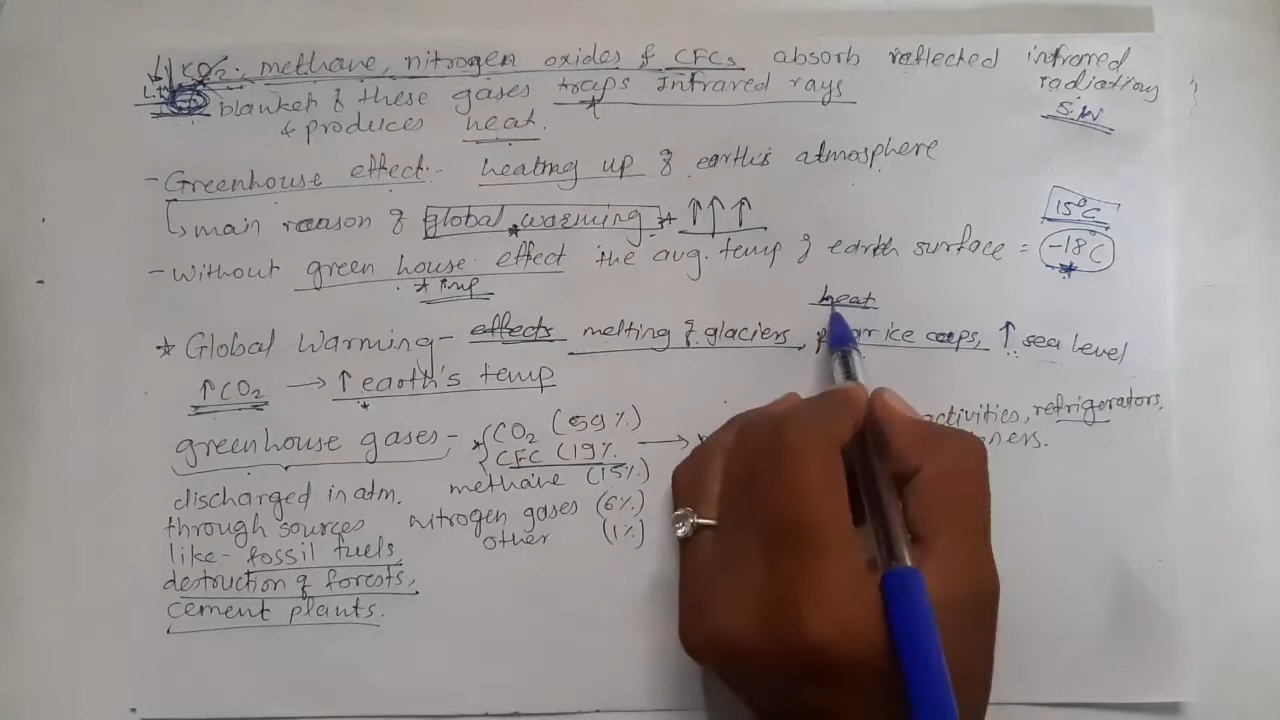 CO2, methane, nitrogen oxides & CFCs absorb reflected infrared radiations
blanket of these gases traps Infrared rays
S.W
& produces heat.
- Greenhouse effect - heating up of earth's atmosphere
main reason of global warming * ↑↑↑
15°C
- Without green house effect the avg. temp of earth surface = -18°C
* imp
heat
* Global Warming - effects melting of glaciers, ice caps, ↑ sea level
↑CO2 → ↑ earth's temp
greenhouse gases - * CO2 (59%)
CFC (19% → activities, refrigerators,
methane (15%)
nitrogen gases (6%)
other (1%)
discharged in atm.
through sources
like - fossil fuels,
destruction of forests,
cement plants.